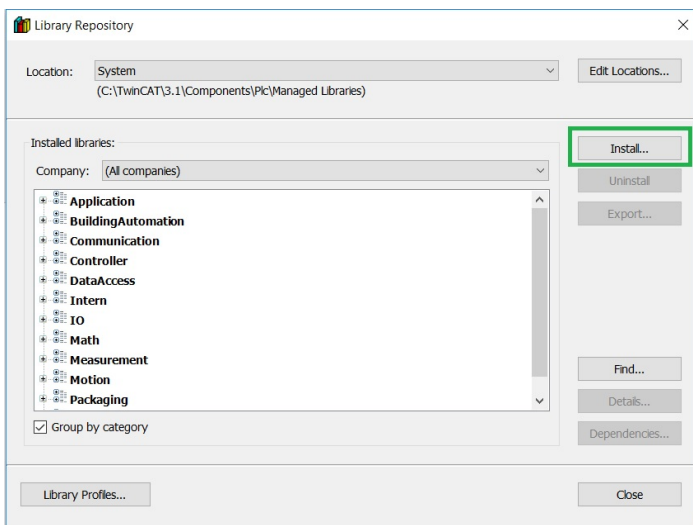 Library Repository
Location: System Edit Locations...
(C:\TwinCAT\3.1\Components\Plc\Managed Libraries)
Installed libraries:
Install...
Company: (All companies)
Uninstall
Application
Export...
BuildingAutomation
Communication
Controller
DataAccess
Intern
IO
Math
Measurement
Find...
Motion
Packaging
Details...
Group by category
Dependencies...
Library Profiles... Close